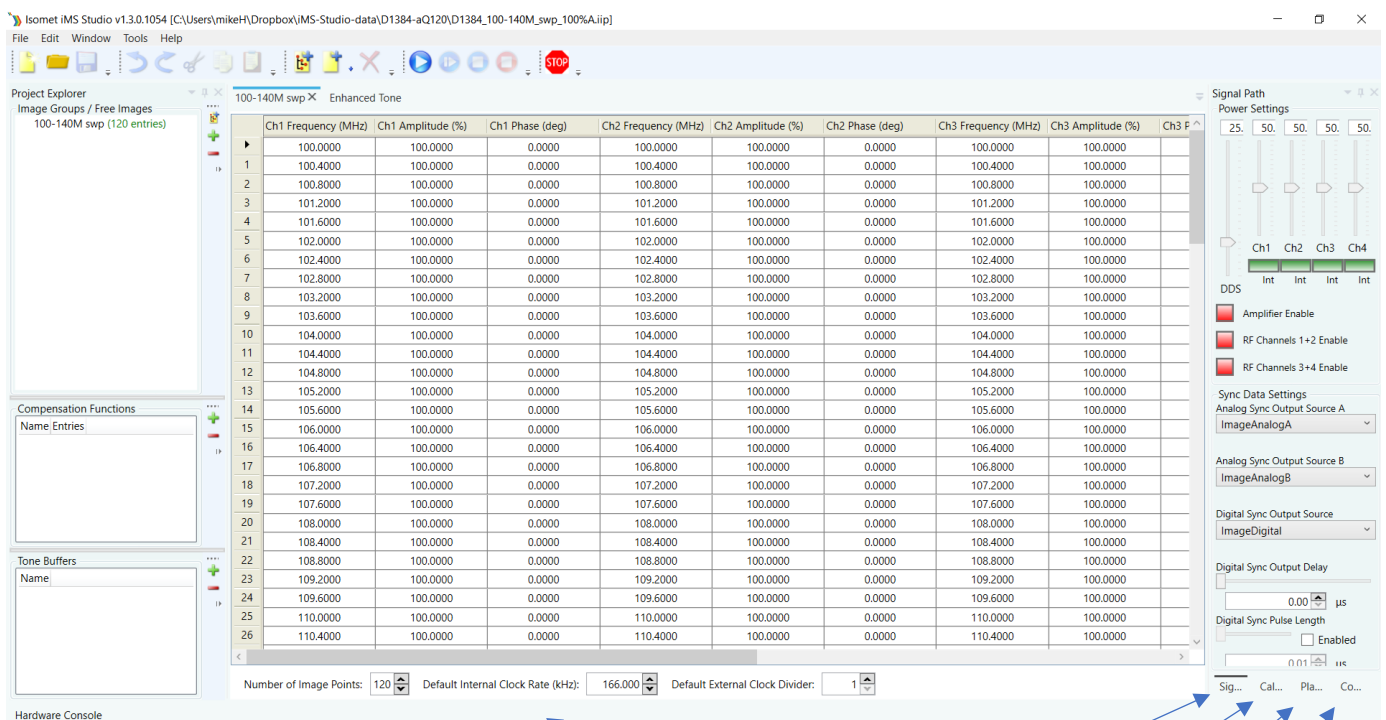 Isomet iMS Studio v1.3.0.1054 [C:\Users\mikeH\Dropbox\iMS-Studio-data\D1384-aQ120\D1384_100-140M_swp_100%A.iip]
File Edit Window Tools Help
STOP
Project Explorer
Image Groups / Free Images
100-140M swp (120 entries)
Compensation Functions
Name Entries
Tone Buffers
Name
Hardware Console
100-140M swp Enhanced Tone
Ch1 Frequency (MHz) Ch1 Amplitude (%) Ch1 Phase (deg) Ch2 Frequency (MHz) Ch2 Amplitude (%) Ch2 Phase (deg) Ch3 Frequency (MHz) Ch3 Amplitude (%) Ch3 P
100.0000 100.0000 0.0000 100.0000 100.0000 0.0000 100.0000 100.0000
1 100.4000 100.0000 0.0000 100.4000 100.0000 0.0000 100.4000 100.0000
2 100.8000 100.0000 0.0000 100.8000 100.0000 0.0000 100.8000 100.0000
3 101.2000 100.0000 0.0000 101.2000 100.0000 0.0000 101.2000 100.0000
4 101.6000 100.0000 0.0000 101.6000 100.0000 0.0000 101.6000 100.0000
5 102.0000 100.0000 0.0000 102.0000 100.0000 0.0000 102.0000 100.0000
6 102.4000 100.0000 0.0000 102.4000 100.0000 0.0000 102.4000 100.0000
7 102.8000 100.0000 0.0000 102.8000 100.0000 0.0000 102.8000 100.0000
8 103.2000 100.0000 0.0000 103.2000 100.0000 0.0000 103.2000 100.0000
9 103.6000 100.0000 0.0000 103.6000 100.0000 0.0000 103.6000 100.0000
10 104.0000 100.0000 0.0000 104.0000 100.0000 0.0000 104.0000 100.0000
11 104.4000 100.0000 0.0000 104.4000 100.0000 0.0000 104.4000 100.0000
12 104.8000 100.0000 0.0000 104.8000 100.0000 0.0000 104.8000 100.0000
13 105.2000 100.0000 0.0000 105.2000 100.0000 0.0000 105.2000 100.0000
14 105.6000 100.0000 0.0000 105.6000 100.0000 0.0000 105.6000 100.0000
15 106.0000 100.0000 0.0000 106.0000 100.0000 0.0000 106.0000 100.0000
16 106.4000 100.0000 0.0000 106.4000 100.0000 0.0000 106.4000 100.0000
17 106.8000 100.0000 0.0000 106.8000 100.0000 0.0000 106.8000 100.0000
18 107.2000 100.0000 0.0000 107.2000 100.0000 0.0000 107.2000 100.0000
19 107.6000 100.0000 0.0000 107.6000 100.0000 0.0000 107.6000 100.0000
20 108.0000 100.0000 0.0000 108.0000 100.0000 0.0000 108.0000 100.0000
21 108.4000 100.0000 0.0000 108.4000 100.0000 0.0000 108.4000 100.0000
22 108.8000 100.0000 0.0000 108.8000 100.0000 0.0000 108.8000 100.0000
23 109.2000 100.0000 0.0000 109.2000 100.0000 0.0000 109.2000 100.0000
24 109.6000 100.0000 0.0000 109.6000 100.0000 0.0000 109.6000 100.0000
25 110.0000 100.0000 0.0000 110.0000 100.0000 0.0000 110.0000 100.0000
26 110.4000 100.0000 0.0000 110.4000 100.0000 0.0000 110.4000 100.0000
Number of Image Points: 120 Default Internal Clock Rate (kHz): 166.000 Default External Clock Divider: 1
Signal Path
Power Settings
25. 50. 50. 50. 50.
Ch1 Ch2 Ch3 Ch4
Int Int Int Int
DDS
Amplifier Enable
RF Channels 1+2 Enable
RF Channels 3+4 Enable
Sync Data Settings
Analog Sync Output Source A
ImageAnalogA
Analog Sync Output Source B
ImageAnalogB
Digital Sync Output Source
ImageDigital
Digital Sync Output Delay
0.00 µs
Digital Sync Pulse Length
Enabled
0.01 µs
Sig... Cal... Pla... Co...